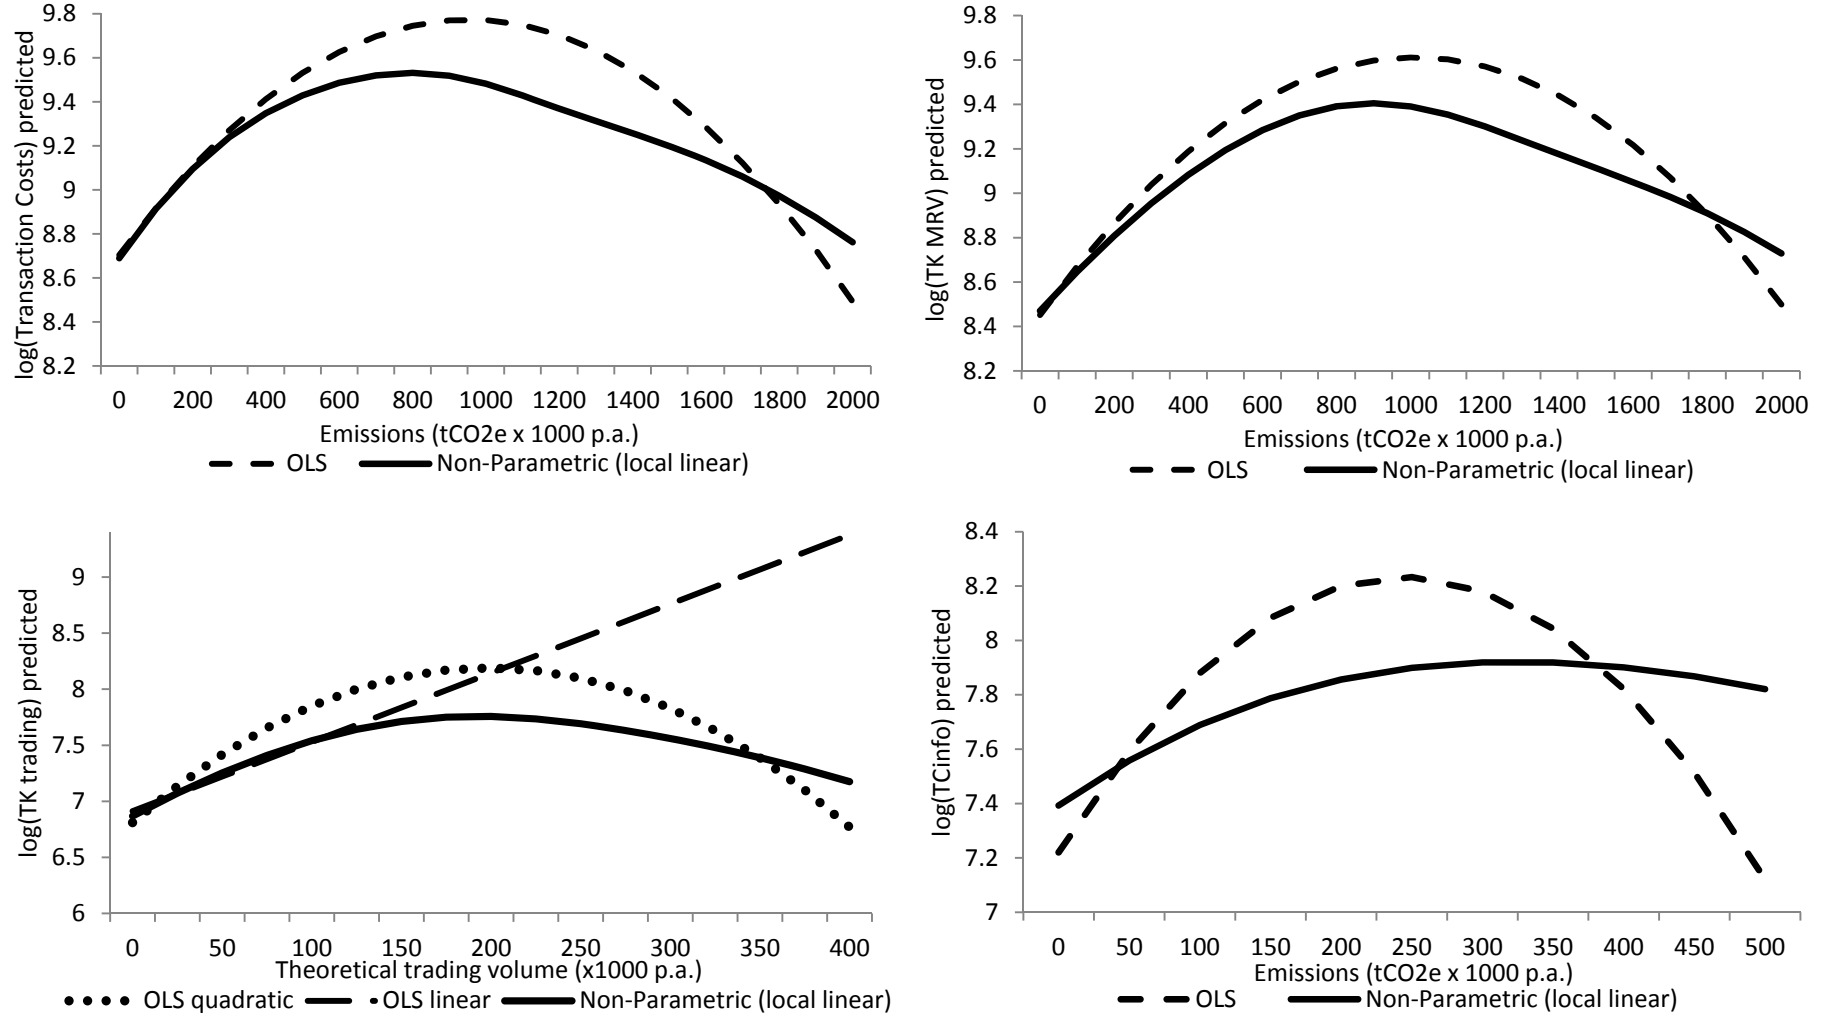 log(Transaction Costs) predicted
9.8
9.6
9.4
9.2
9
8.8
8.6
8.4
8.2
0 200 400 600 800 1000 1200 1400 1600 1800 2000
Emissions (tCO2e x 1000 p.a.)
OLS Non-Parametric (local linear)
log(TK MRV) predicted
9.8
9.6
9.4
9.2
9
8.8
8.6
8.4
8.2
0 200 400 600 800 1000 1200 1400 1600 1800 2000
Emissions (tCO2e x 1000 p.a.)
OLS Non-Parametric (local linear)
log(TK trading) predicted
9
8.5
8
7.5
7
6.5
6
0 50 100 150 200 250 300 350 400
Theoretical trading volume (x1000 p.a.)
OLS quadratic OLS linear Non-Parametric (local linear)
log(TCinfo) predicted
8.4
8.2
8
7.8
7.6
7.4
7.2
7
0 50 100 150 200 250 300 350 400 450 500
Emissions (tCO2e x 1000 p.a.)
OLS Non-Parametric (local linear)